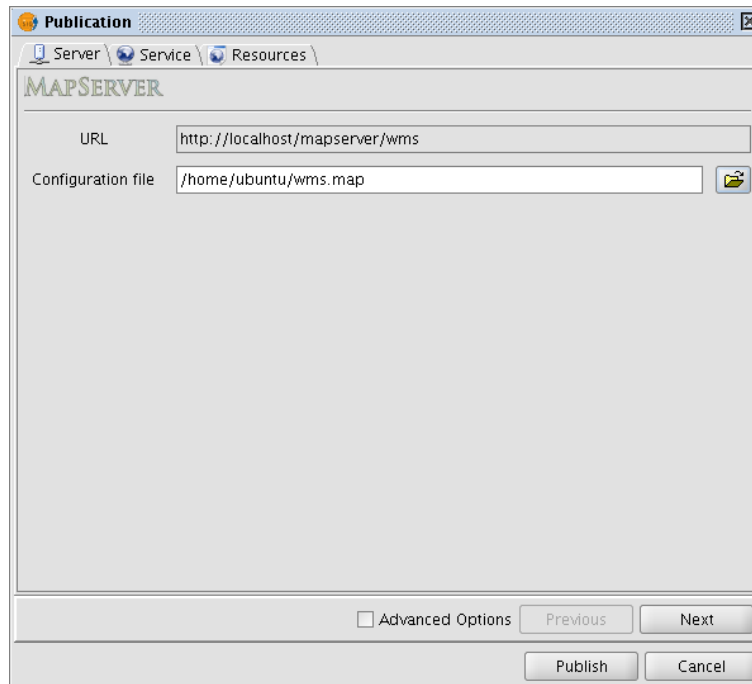 Publication
Server Service Resources
MAPSERVER
URL http://localhost/mapserver/wms
Configuration file /home/ubuntu/wms.map
Advanced Options Previous Next
Publish Cancel